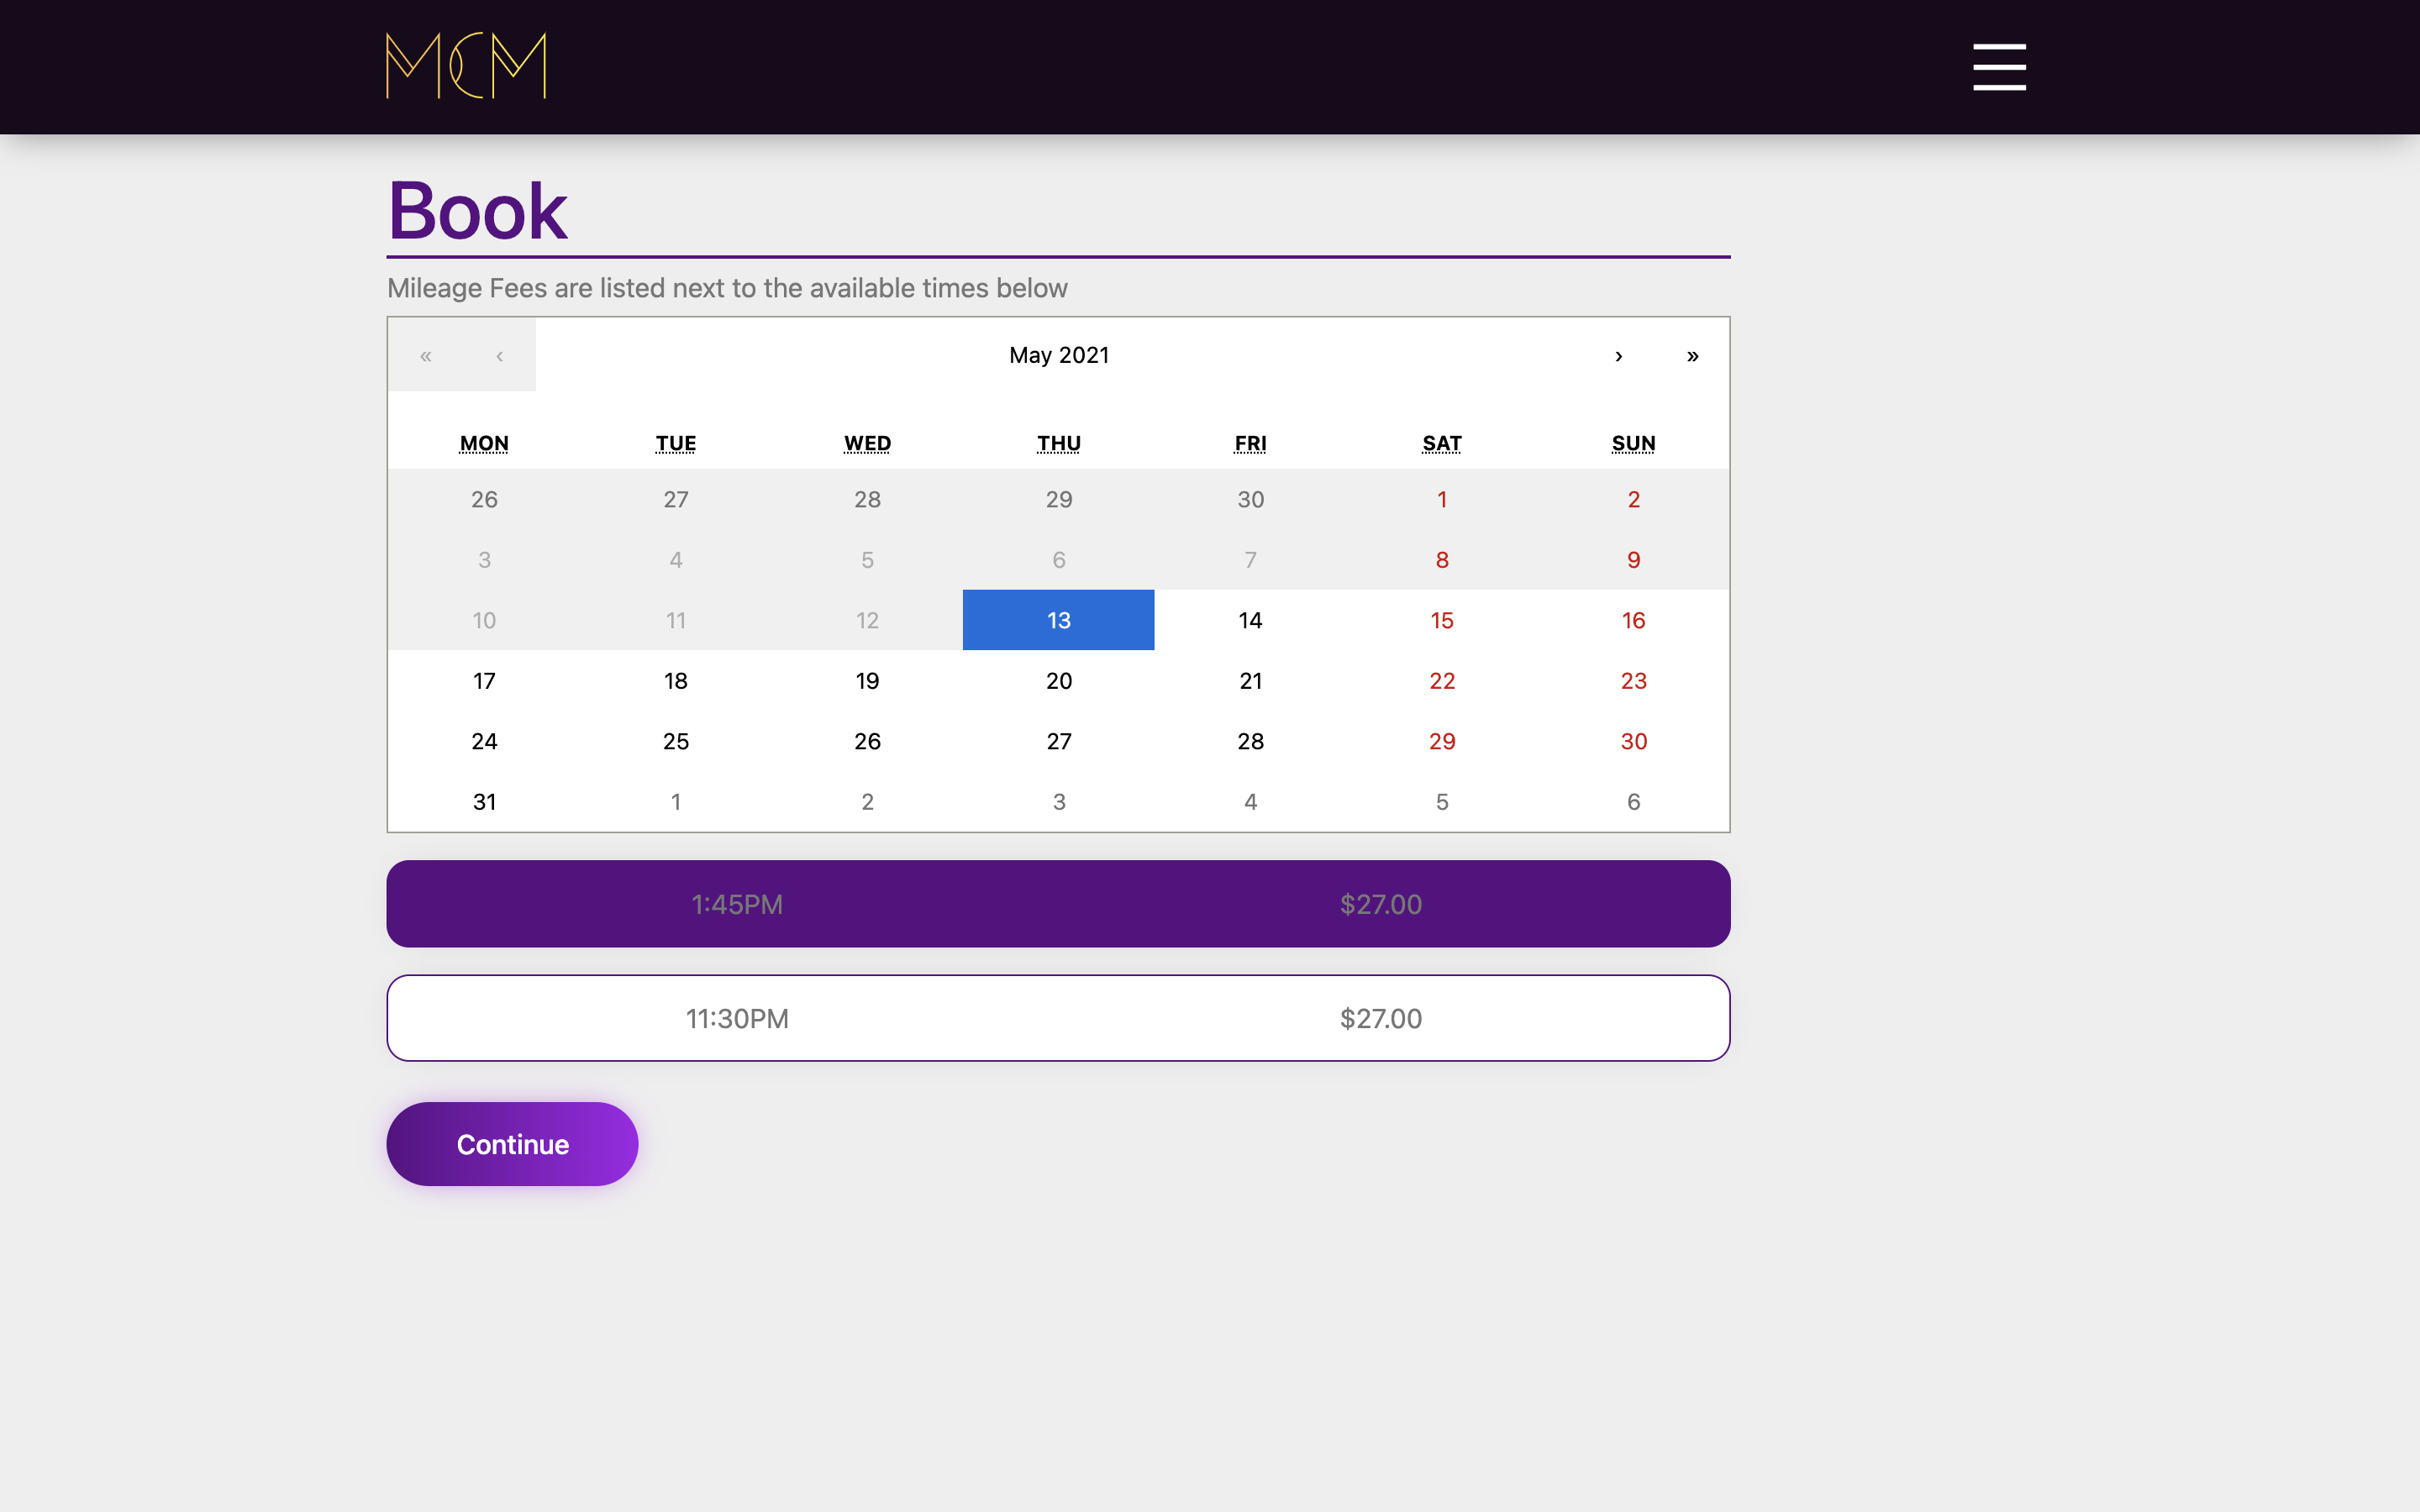 MCM
Book
Mileage Fees are listed next to the available times below
« ‹ May 2021 › »
MON TUE WED THU FRI SAT SUN
26 27 28 29 30 1 2
3 4 5 6 7 8 9
10 11 12 13 14 15 16
17 18 19 20 21 22 23
24 25 26 27 28 29 30
31 1 2 3 4 5 6
1:45PM $27.00
11:30PM $27.00
Continue